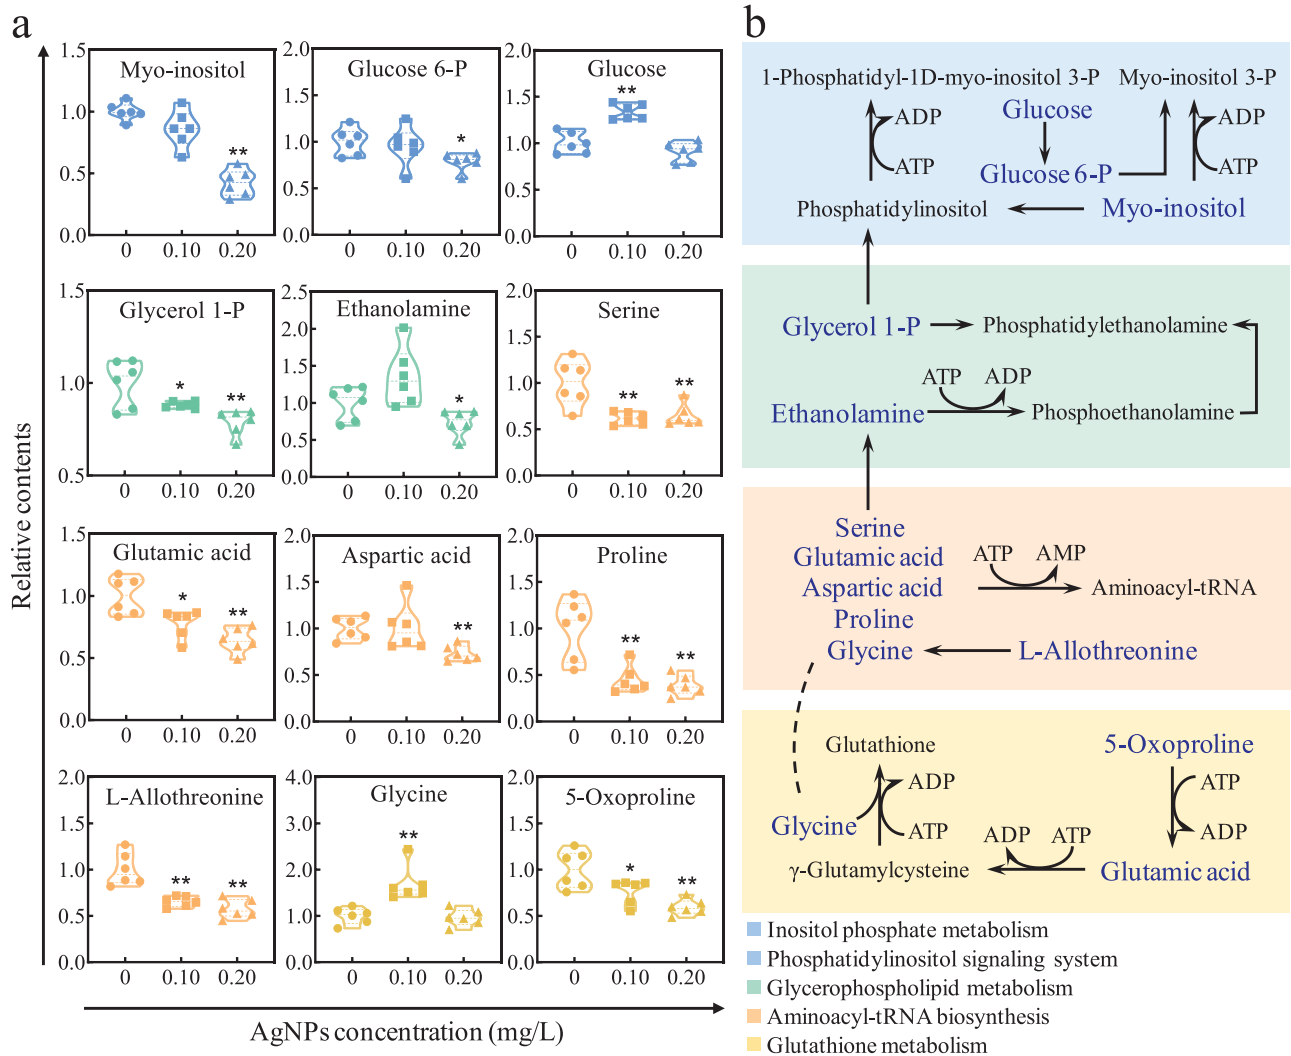 a
b
Relative contents
AgNPs concentration (mg/L)
Myo-inositol
1.5
1.0
0.5
0.0
0 0.10 0.20
**
Glucose 6-P
2.0
1.5
1.0
0.5
0.0
0 0.10 0.20
*
Glucose
2.0
1.5
1.0
0.5
0.0
0 0.10 0.20
**
Glycerol 1-P
1.5
1.0
0.5
0 0.10 0.20
* **
Ethanolamine
2.5
2.0
1.5
1.0
0.5
0.0
0 0.10 0.20
*
Serine
2.0
1.5
1.0
0.5
0.0
0 0.10 0.20
** **
Glutamic acid
1.5
1.0
0.5
0.0
0 0.10 0.20
* **
Aspartic acid
2.0
1.5
1.0
0.5
0.0
0 0.10 0.20
**
Proline
2.0
1.5
1.0
0.5
0.0
0 0.10 0.20
** **
L-Allothreonine
2.0
1.5
1.0
0.5
0.0
0 0.10 0.20
** **
Glycine
4.0
3.0
2.0
1.0
0.0
0 0.10 0.20
**
5-Oxoproline
2.0
1.5
1.0
0.5
0.0
0 0.10 0.20
* **
1-Phosphatidyl-1D-myo-inositol 3-P Myo-inositol 3-P
Glucose
ADP
ADP
Glucose 6-P
ATP
ATP
Phosphatidylinositol
Myo-inositol
Glycerol 1-P
Phosphatidylethanolamine
ATP ADP
Ethanolamine
Phosphoethanolamine
Serine
Glutamic acid
Aspartic acid
Proline
Glycine
ATP AMP
Aminoacyl-tRNA
L-Allothreonine
Glutathione
5-Oxoproline
ADP
ATP
Glycine
ATP
ADP
ADP ATP
γ-Glutamylcysteine
Glutamic acid
Inositol phosphate metabolism
Phosphatidylinositol signaling system
Glycerophospholipid metabolism
Aminoacyl-tRNA biosynthesis
Glutathione metabolism